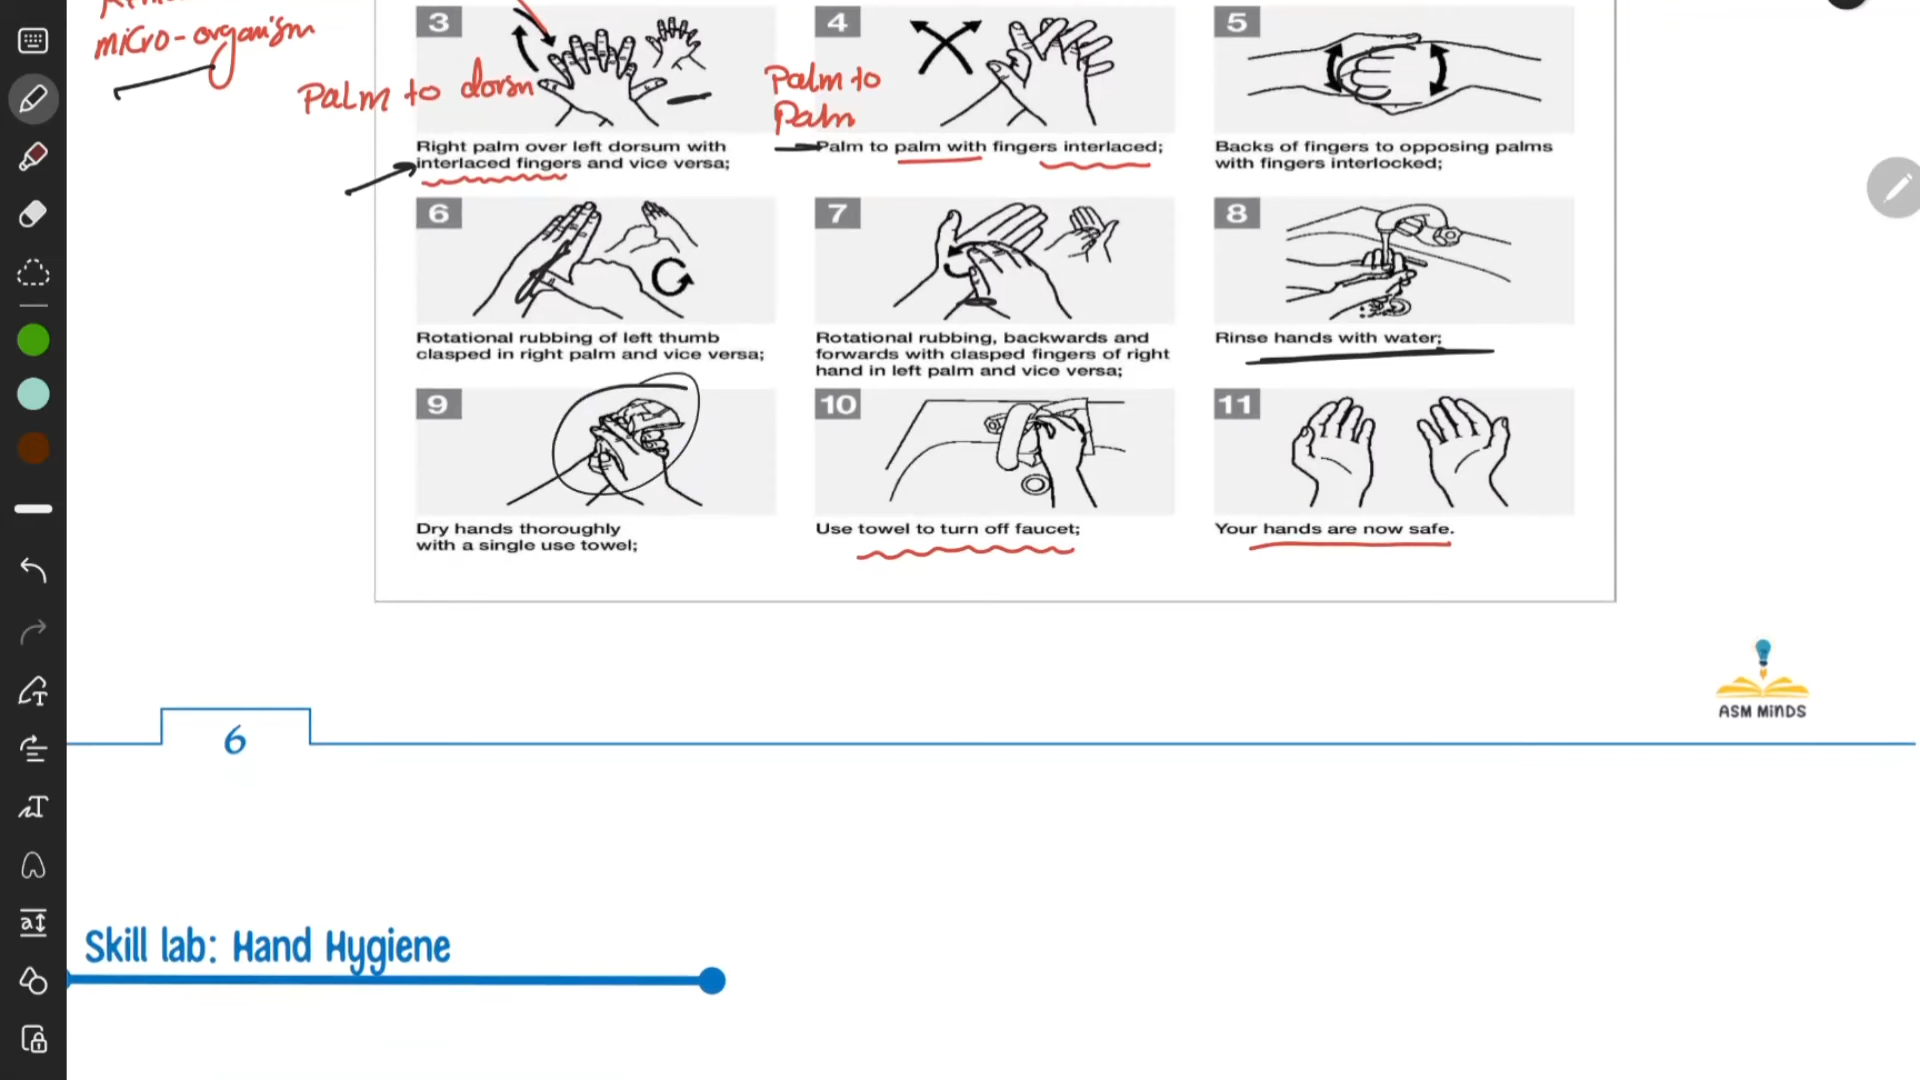 micro-organism
3
4
5
Palm to dorsm
Palm to
Palm
Right palm over left dorsum with
interlaced fingers and vice versa;
Palm to palm with fingers interlaced;
Backs of fingers to opposing palms
with fingers interlocked;
6
7
8
Rotational rubbing of left thumb
clasped in right palm and vice versa;
Rotational rubbing, backwards and
forwards with clasped fingers of right
hand in left palm and vice versa;
Rinse hands with water;
9
10
11
Dry hands thoroughly
with a single use towel;
Use towel to turn off faucet;
Your hands are now safe.
ASM MiNDS
6
Skill lab: Hand Hygiene